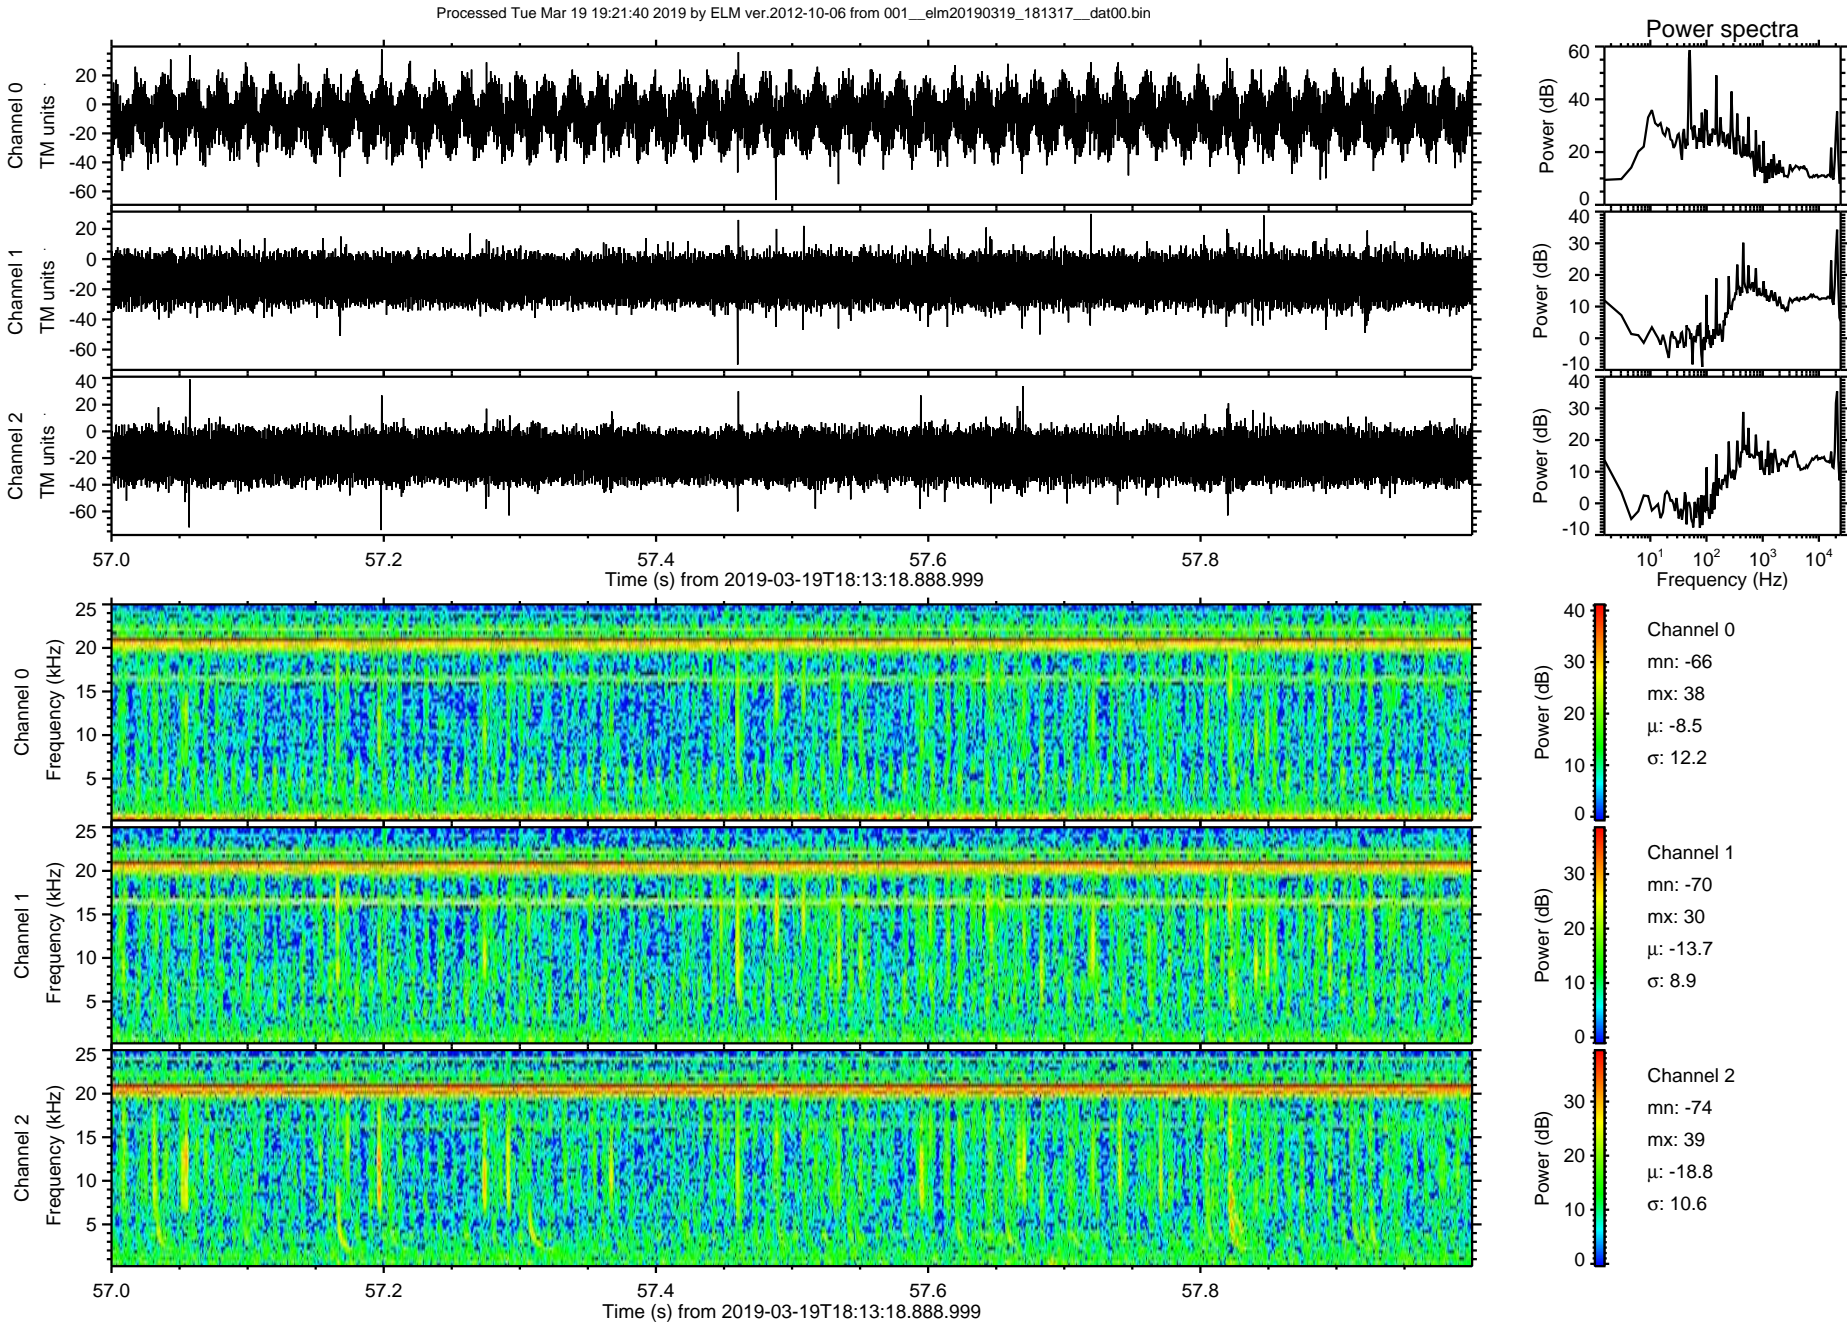 Processed Tue Mar 19 19:21:40 2019 by ELM ver.2012-10-06 from 001__elm20190319_181317__dat00.bin
Power spectra
Channel 0
TM units
20
0
-20
-40
-60
Power (dB)
60
40
20
0
Channel 1
TM units
20
0
-20
-40
-60
Power (dB)
40
30
20
10
0
-10
Channel 2
TM units
40
20
0
-20
-40
-60
Power (dB)
40
30
20
10
0
-10
57.0 57.2 57.4 57.6 57.8
Time (s) from 2019-03-19T18:13:18.888.999
10¹ 10² 10³ 10⁴
Frequency (Hz)
Channel 0
Frequency (kHz)
25
20
15
10
5
Power (dB)
40
30
20
10
0
Channel 0
mn: -66
mx: 38
μ: -8.5
σ: 12.2
Channel 1
Frequency (kHz)
25
20
15
10
5
Power (dB)
30
20
10
0
Channel 1
mn: -70
mx: 30
μ: -13.7
σ: 8.9
Channel 2
Frequency (kHz)
25
20
15
10
5
Power (dB)
30
20
10
0
Channel 2
mn: -74
mx: 39
μ: -18.8
σ: 10.6
57.0 57.2 57.4 57.6 57.8
Time (s) from 2019-03-19T18:13:18.888.999